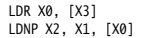 LDR X0, [X3]
LDNP X2, X1, [X0]